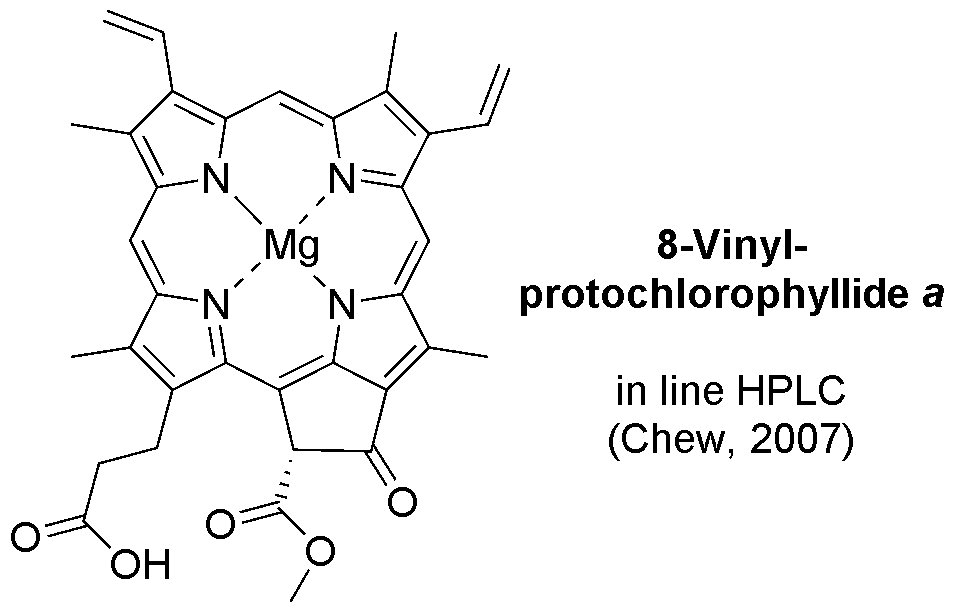 N
N
Mg
8-Vinyl-
protochlorophyllide a
N
N
in line HPLC
(Chew, 2007)
O
O
O
O
OH